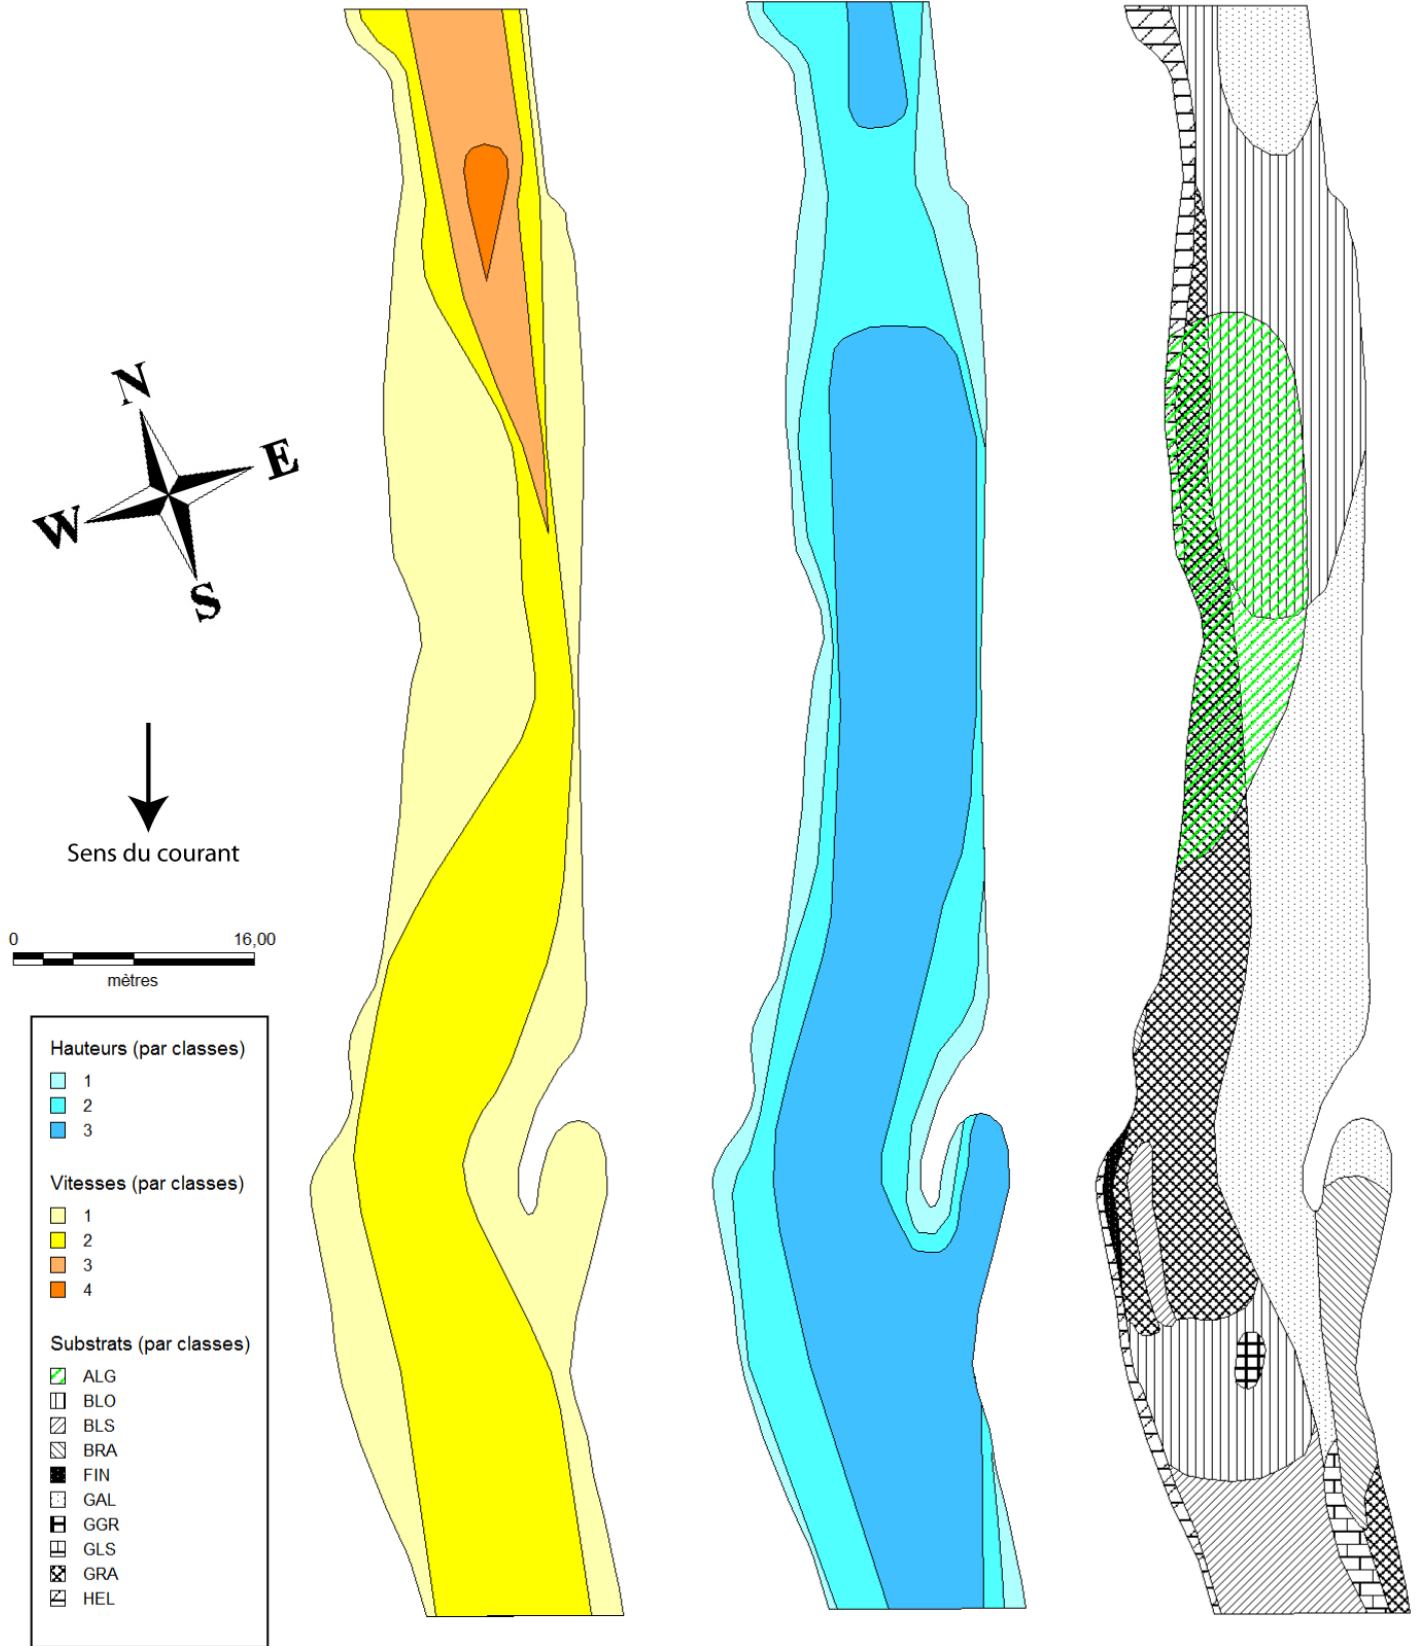 N
E
W
S
Sens du courant
0 16,00
mètres
Hauteurs (par classes)
1
2
3
Vitesses (par classes)
1
2
3
4
Substrats (par classes)
ALG
BLO
BLS
BRA
FIN
GAL
GGR
GLS
GRA
HEL